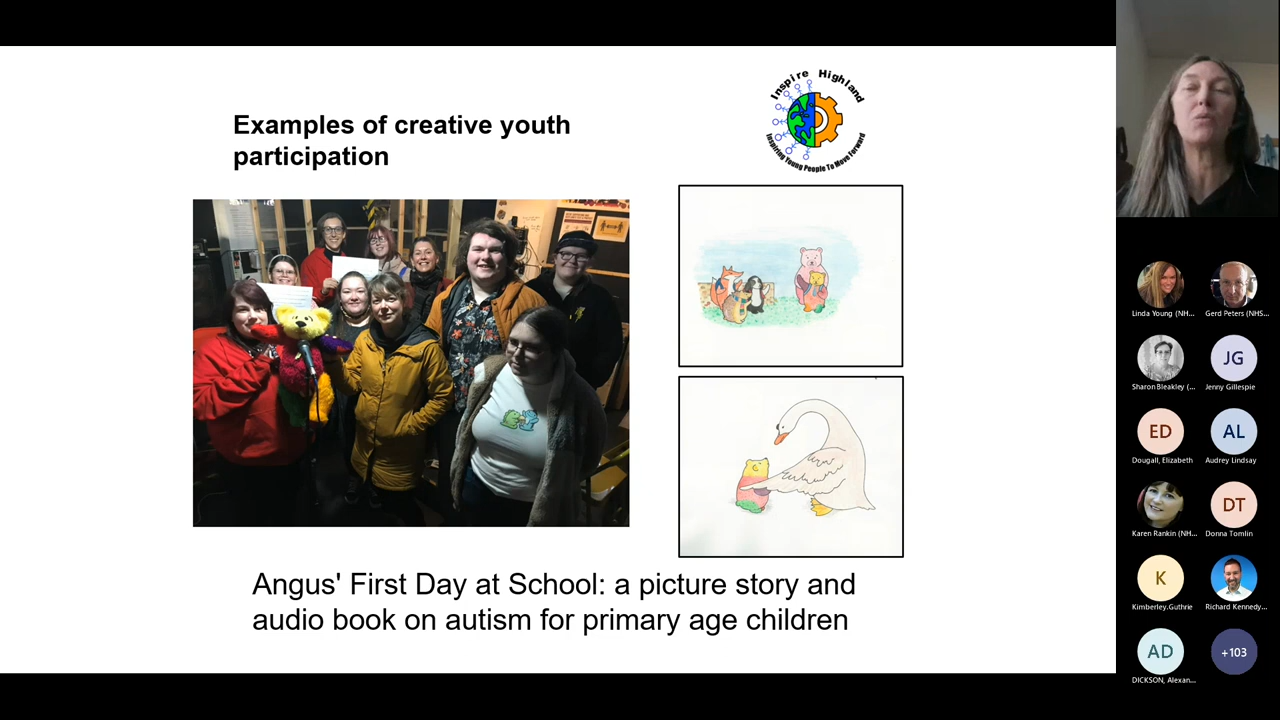 Inspire Highland
Inspiring Young People To Move Forward
Examples of creative youth
participation
Angus' First Day at School: a picture story and
audio book on autism for primary age children
Linda Young (NH...
Gerd Peters (NHS...
Sharon Bleakley (...
JG
Jenny Gillespie
ED
Dougall, Elizabeth
AL
Audrey Lindsay
Karen Rankin (NH...
DT
Donna Tomlin
K
Kimberley.Guthrie
Richard Kennedy...
AD
DICKSON, Alexan...
+103